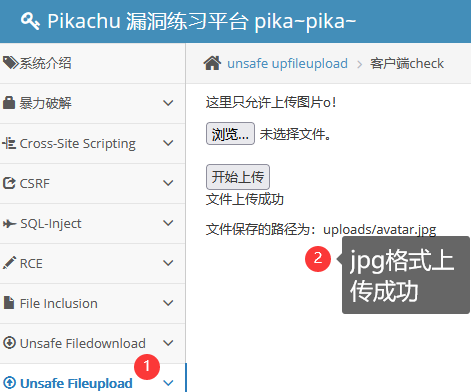 Pikachu 漏洞练习平台 pika~pika~
系统介绍
unsafe upfileupload > 客户端check
暴力破解
Cross-Site Scripting
CSRF
SQL-Inject
RCE
File Inclusion
Unsafe Filedownload
Unsafe Fileupload
1
这里只允许上传图片o!
浏览... 未选择文件。
开始上传
文件上传成功
文件保存的路径为：uploads/avatar.jpg
2
jpg格式上
传成功